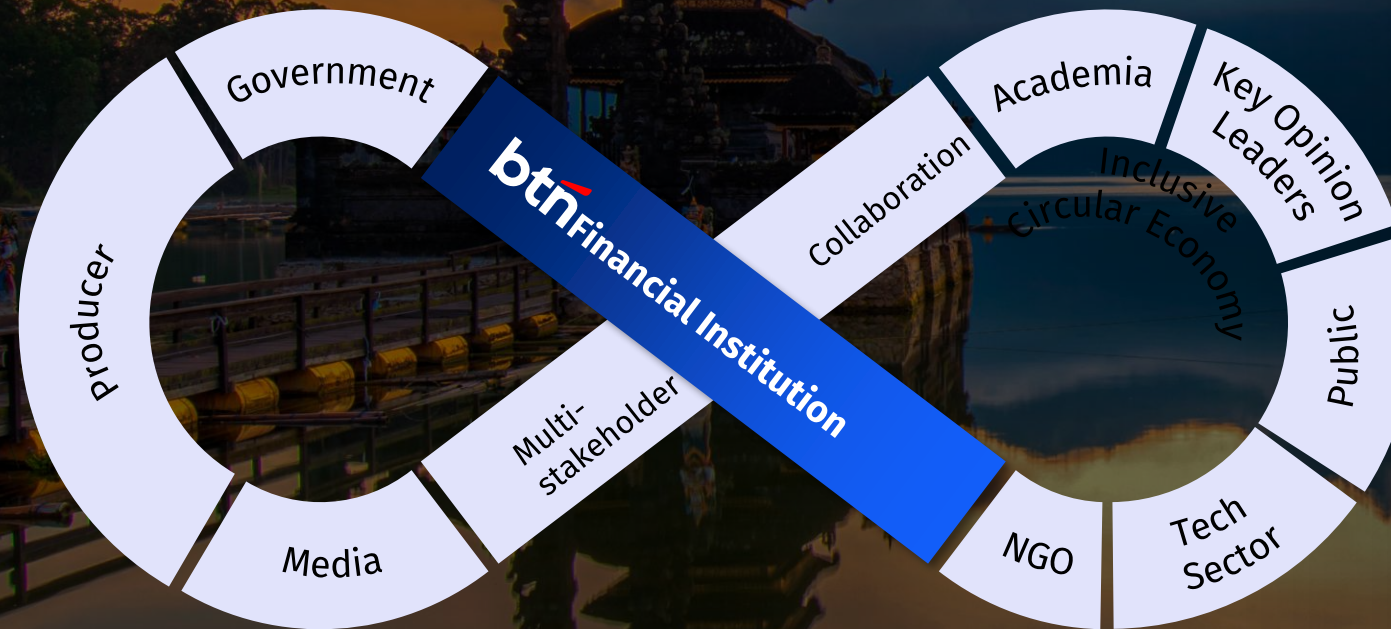 Government
Producer
Media
btn
Financial Institution
Multi-
stakeholder
Collaboration
Academia
Key Opinion
Leaders
Public
Tech
Sector
NGO
Inclusive
Circular Economy